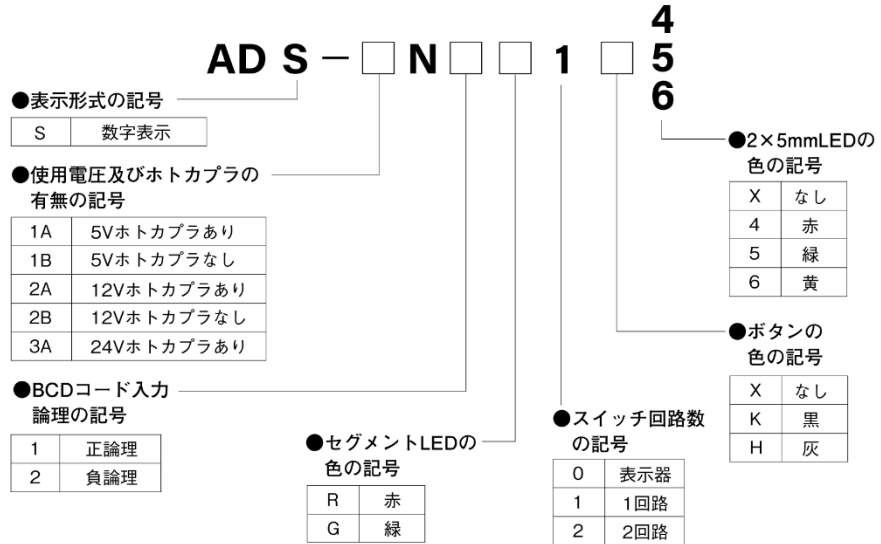 4
ADS－□N□□1□5
6
●表示形式の記号
S 数字表示
●使用電圧及びホトカプラの
有無の記号
1A 5Vホトカプラあり
1B 5Vホトカプラなし
2A 12Vホトカプラあり
2B 12Vホトカプラなし
3A 24Vホトカプラあり
●BCDコード入力
論理の記号
1 正論理
2 負論理
●セグメントLEDの
色の記号
R 赤
G 緑
●スイッチ回路数
の記号
0 表示器
1 1回路
2 2回路
●2×5mmLEDの
色の記号
X なし
4 赤
5 緑
6 黄
●ボタンの
色の記号
X なし
K 黒
H 灰